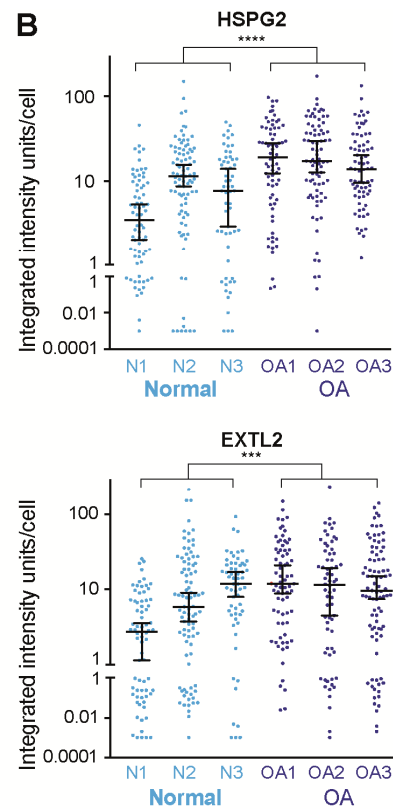 B
HSPG2
****
Integrated intensity units/cell
100
10
1
1
0.01
0.0001
N1 N2 N3 OA1 OA2 OA3
Normal OA
EXTL2
***
Integrated intensity units/cell
100
10
1
1
0.01
0.0001
N1 N2 N3 OA1 OA2 OA3
Normal OA